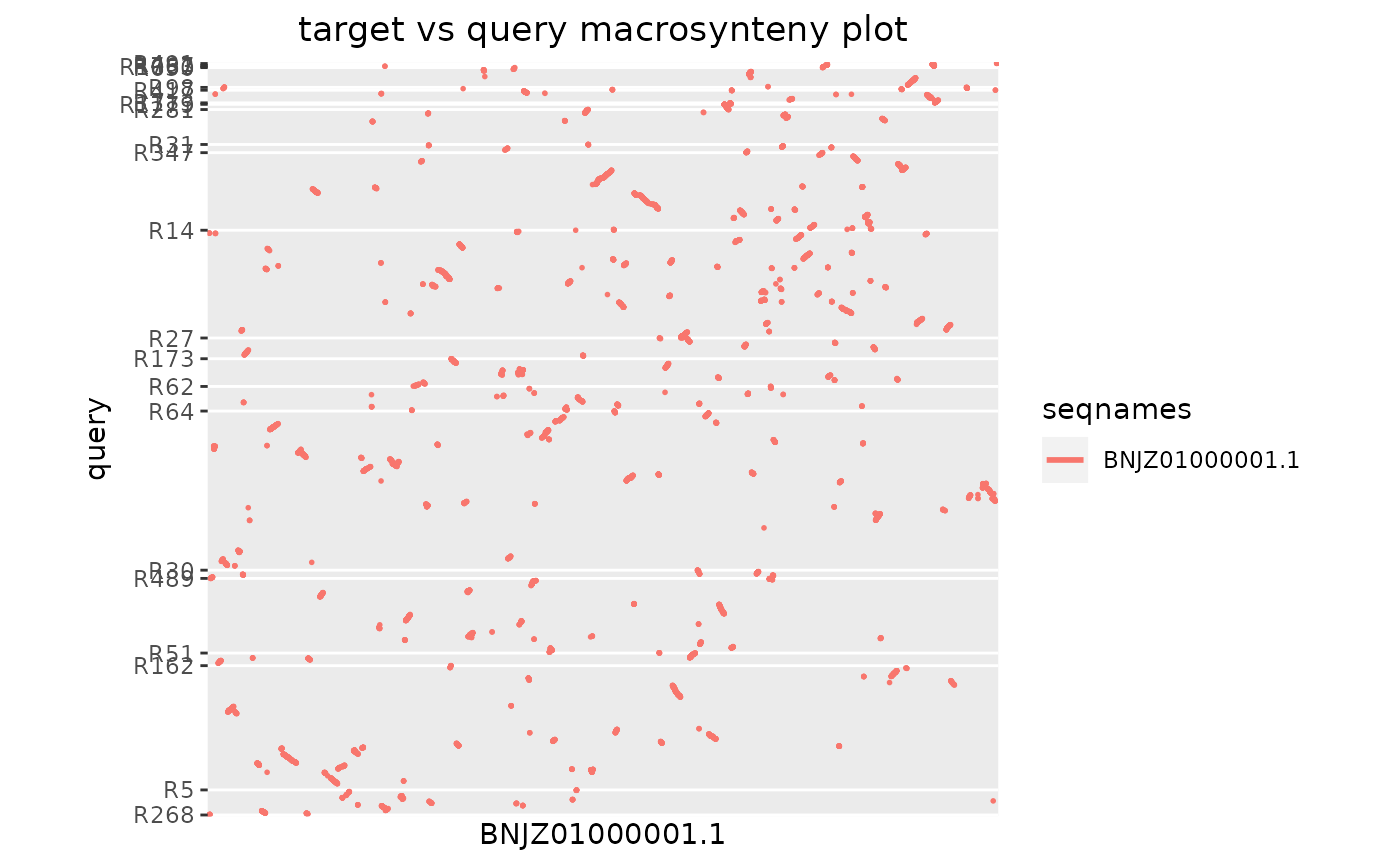 target vs query macrosynteny plot
R281
R31
R347
R14
R27
R173
R62
R64
R30
R489
R51
R162
R5
R268
query
BNJZ01000001.1
seqnames
BNJZ01000001.1